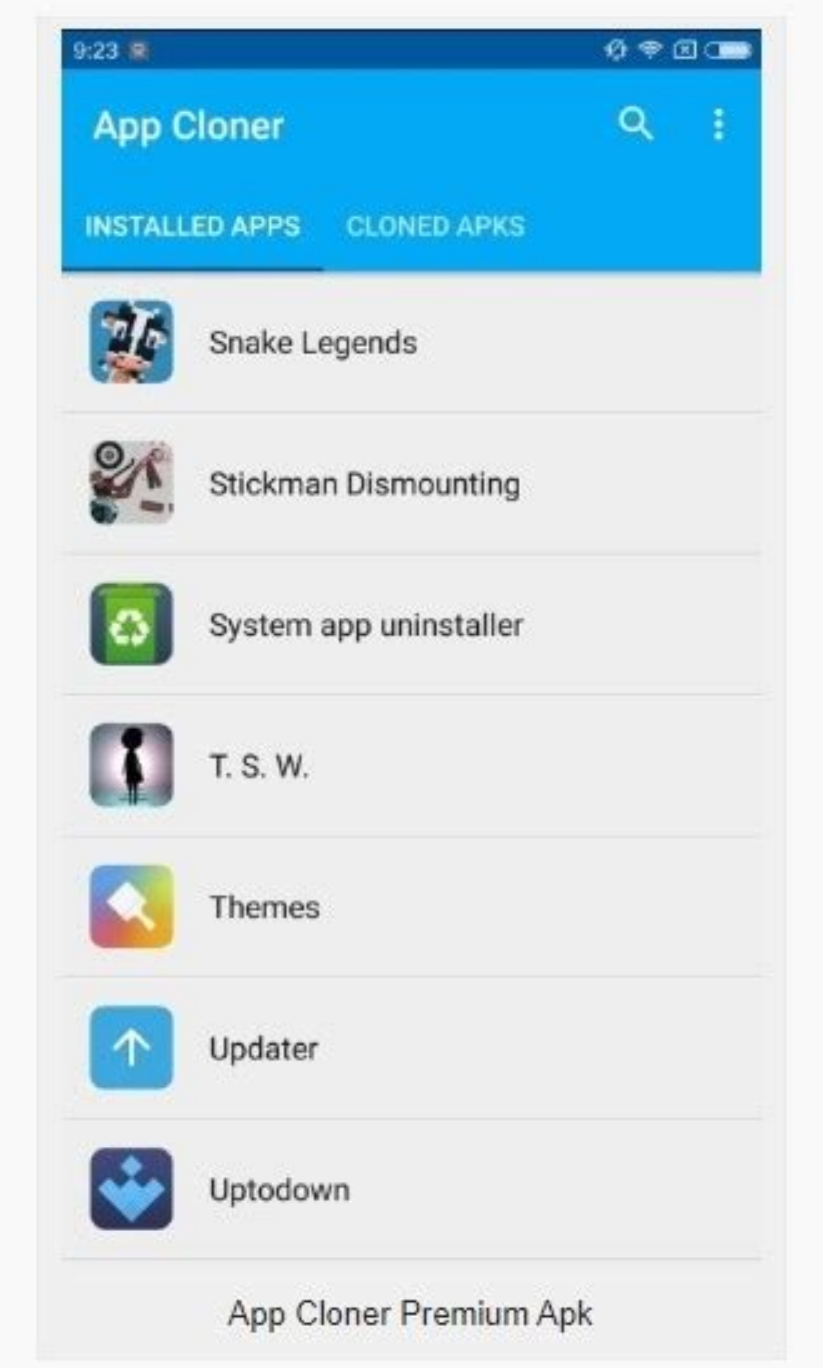 9:23
App Cloner
INSTALLED APPS CLONED APKS
Snake Legends
Stickman Dismounting
System app uninstaller
T. S. W.
Themes
Updater
Uptodown
App Cloner Premium Apk